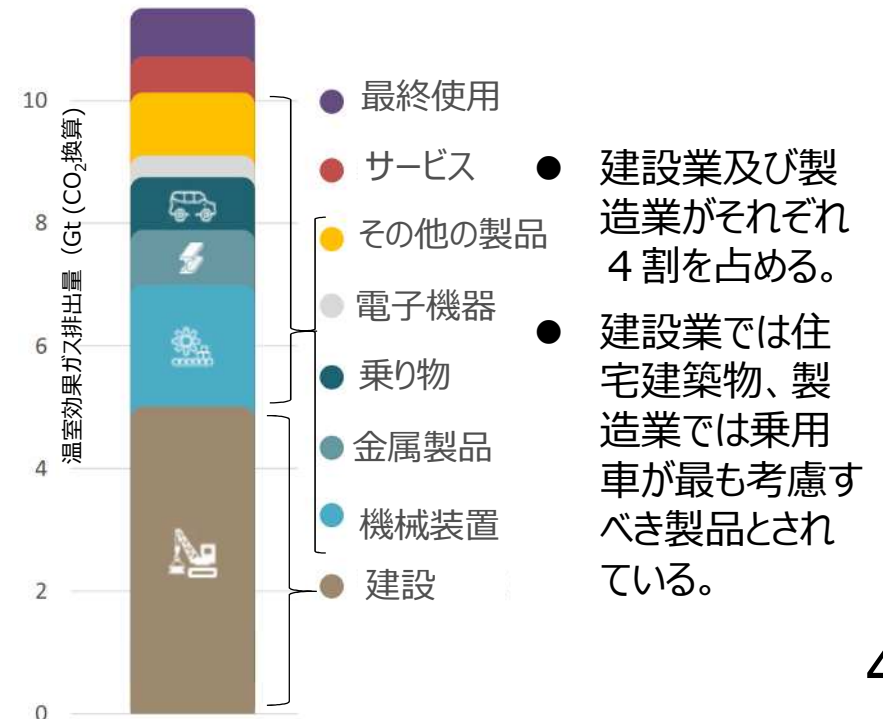 10
8
6
4
2
0
温室効果ガス排出量 (Gt (CO₂換算)
最終使用
サービス
その他の製品
電子機器
乗り物
金属製品
機械装置
建設
● 建設業及び製
造業がそれぞれ
４割を占める。
● 建設業では住
宅建築物、製
造業では乗用
車が最も考慮す
べき製品とされ
ている。
4